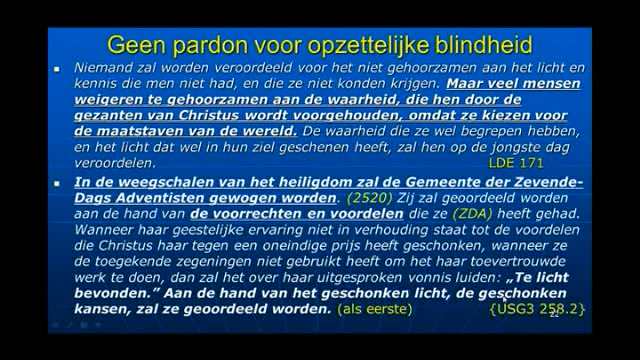 Geen pardon voor opzettelijke blindheid
Niemand zal worden veroordeeld voor het niet gehoorzamen aan het licht en
kennis die men niet had, en die ze niet konden krijgen. Maar veel mensen
weigeren te gehoorzamen aan de waarheid, die hen door de
gezanten van Christus wordt voorgehouden, omdat ze kiezen voor
de maatstaven van de wereld. De waarheid die ze wel begrepen hebben,
en het licht dat wel in hun ziel geschenen heeft, zal hen op de jongste dag
veroordelen. LDE 171
In de weegschalen van het heiligdom zal de Gemeente der Zevende-
Dags Adventisten gewogen worden. (2520) Zij zal geoordeeld worden
aan de hand van de voorrechten en voordelen die ze (ZDA) heeft gehad.
Wanneer haar geestelijke ervaring niet in verhouding staat tot de voordelen
die Christus haar tegen een oneindige prijs heeft geschonken, wanneer ze
de toegekende zegeningen niet gebruikt heeft om het haar toevertrouwde
werk te doen, dan zal het over haar uitgesproken vonnis luiden: „Te licht
bevonden.” Aan de hand van het geschonken licht, de geschonken
kansen, zal ze geoordeeld worden. (als eerste) {USG3 258.2}
22